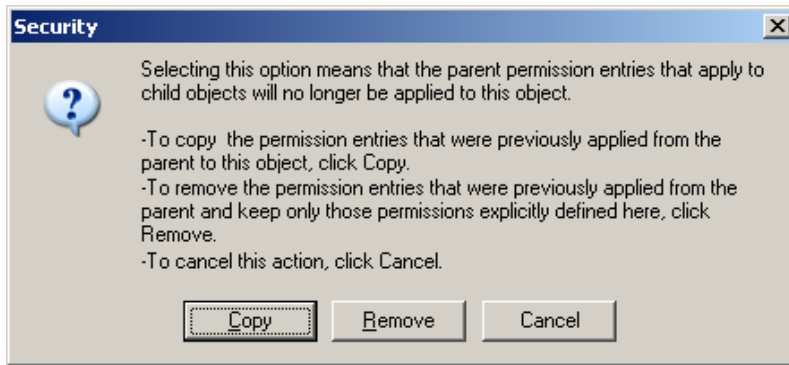 Security
Selecting this option means that the parent permission entries that apply to
child objects will no longer be applied to this object.
-To copy  the permission entries that were previously applied from the
parent to this object, click Copy.
-To remove the permission entries that were previously applied from the
parent and keep only those permissions explicitly defined here, click
Remove.
-To cancel this action, click Cancel.
Copy Remove Cancel